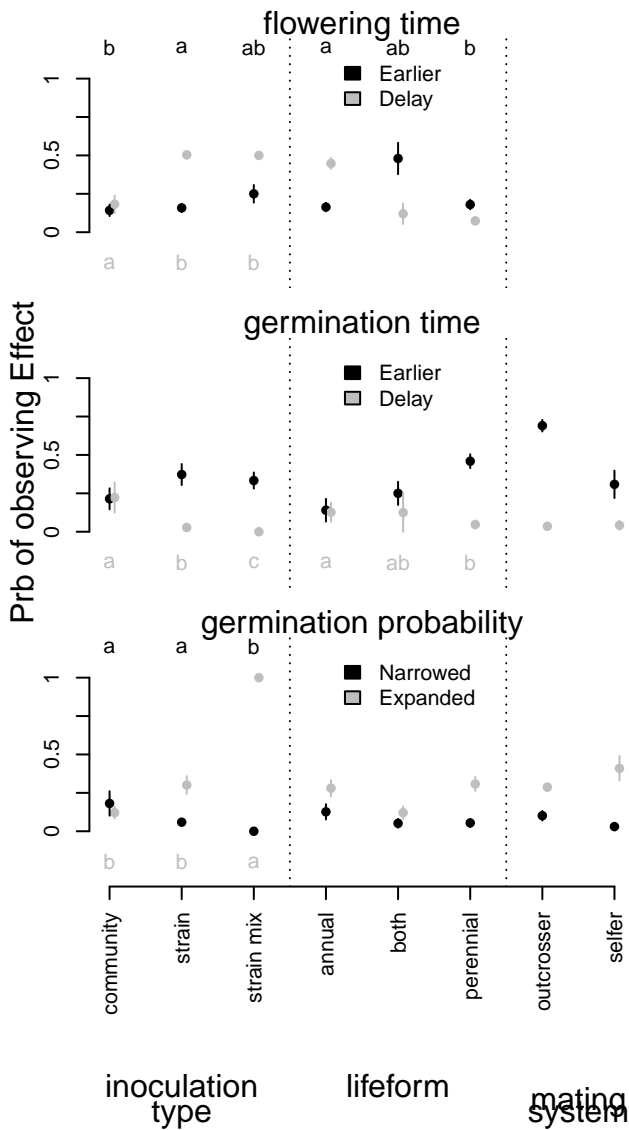 flowering time
b a ab a ab b
Earlier
Delay
1
0.5
0
a b b
germination time
Earlier
Delay
1
0.5
0
a b c a ab b
germination probability
a a b
Narrowed
Expanded
1
0.5
0
b b a
Prb of observing Effect
community
strain
strain mix
annual
both
perennial
outcrosser
selfer
inoculation
type
lifeform
mating
system